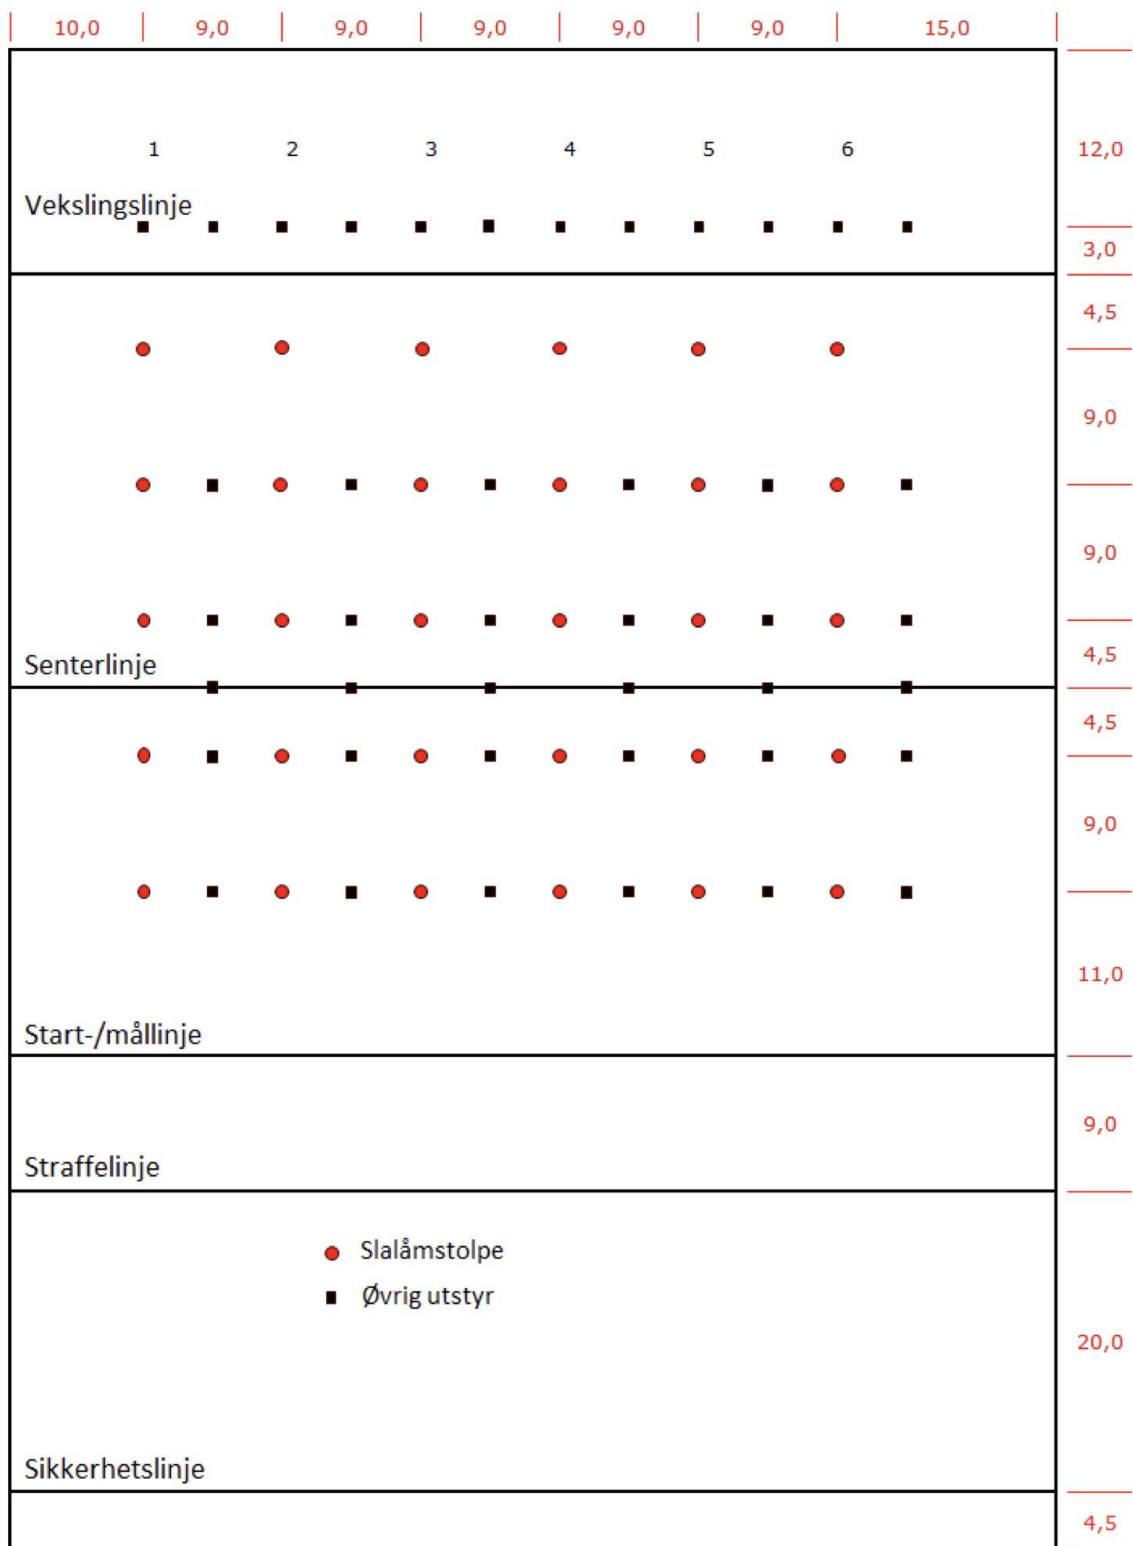 10,0 9,0 9,0 9,0 9,0 9,0 15,0
1 2 3 4 5 6
12,0
Vekslingslinje
3,0
4,5
9,0
9,0
Senterlinje
4,5
4,5
9,0
11,0
Start-/mållinje
9,0
Straffelinje
Slalåmstolpe
Øvrig utstyr
20,0
Sikkerhetslinje
4,5